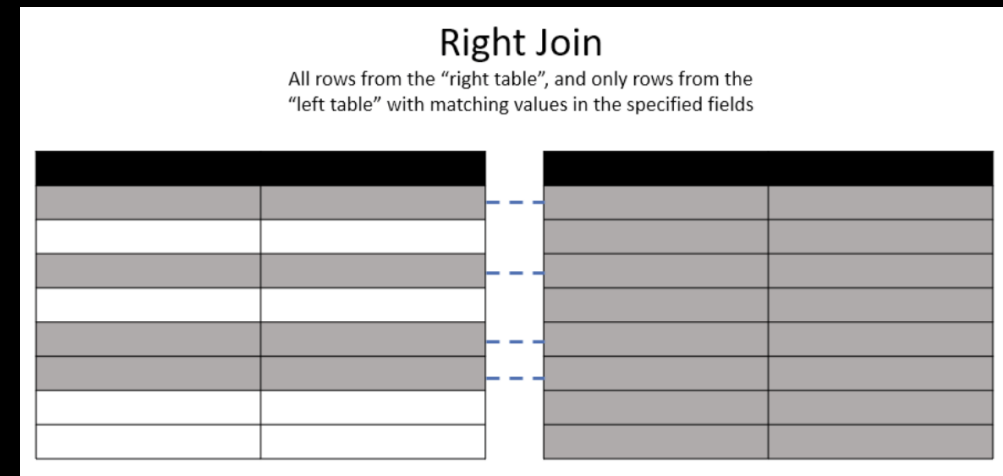 Right Join
All rows from the “right table”, and only rows from the
“left table” with matching values in the specified fields